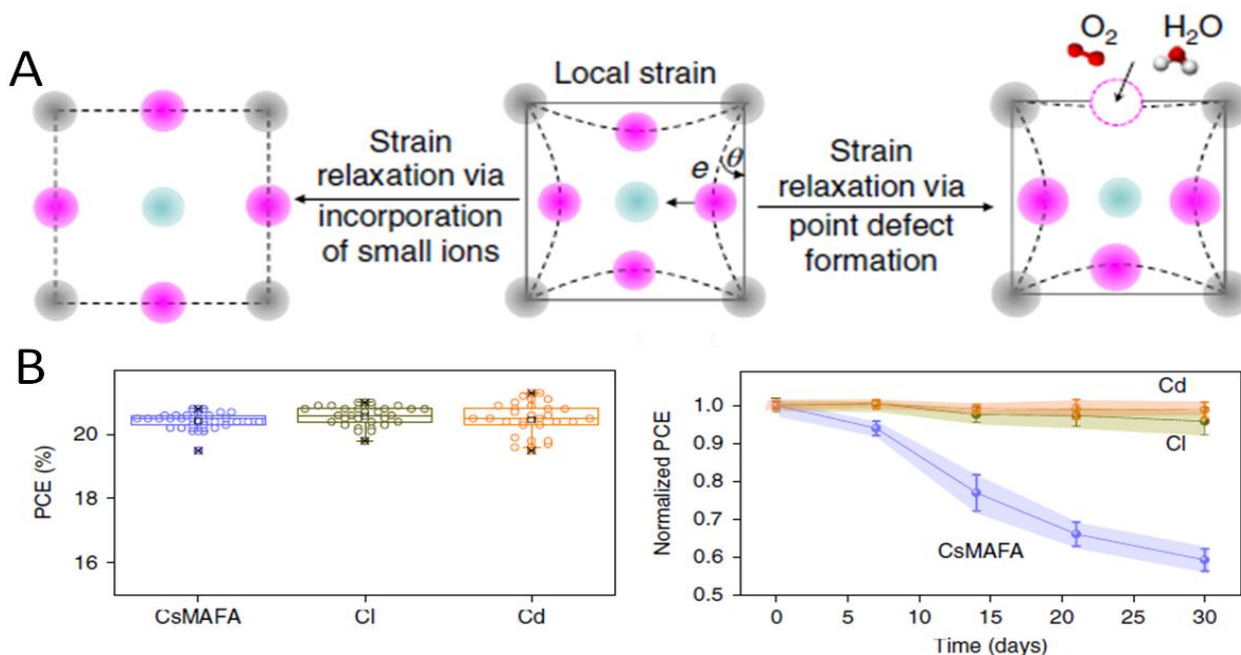 A
O2
H2O
Local strain
Strain
relaxation via
incorporation
of small ions
e
θ
Strain
relaxation via
point defect
formation
B
PCE (%)
20
18
16
CsMAFA
Cl
Cd
Normalized PCE
1.0
0.9
0.8
0.7
0.6
0.5
Cd
Cl
CsMAFA
0 5 10 15 20 25 30
Time (days)